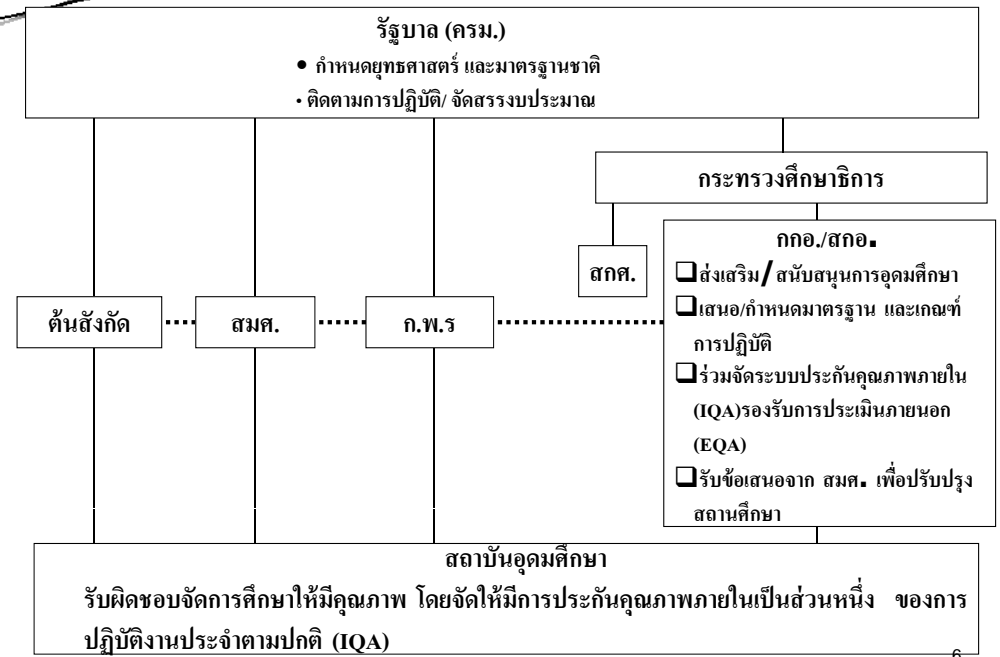 รัฐบาล (ครม.)
• กำหนดยุทธศาสตร์ และมาตรฐานชาติ
• ติดตามการปฏิบัติ/ จัดสรรงบประมาณ
กระทรวงศึกษาธิการ
สกศ.
กกอ./สกอ.
❑ส่งเสริม/สนับสนุนการอุดมศึกษา
❑เสนอ/กำหนดมาตรฐาน และเกณฑ์
การปฏิบัติ
❑ร่วมจัดระบบประกันคุณภาพภายใน
(IQA)รองรับการประเมินภายนอก
(EQA)
❑รับข้อเสนอจาก สมศ. เพื่อปรับปรุง
สถานศึกษา
ต้นสังกัด
สมศ.
ก.พ.ร
สถาบันอุดมศึกษา
รับผิดชอบจัดการศึกษาให้มีคุณภาพ โดยจัดให้มีการประกันคุณภาพภายในเป็นส่วนหนึ่ง ของการ
ปฏิบัติงานประจำตามปกติ (IQA)
6